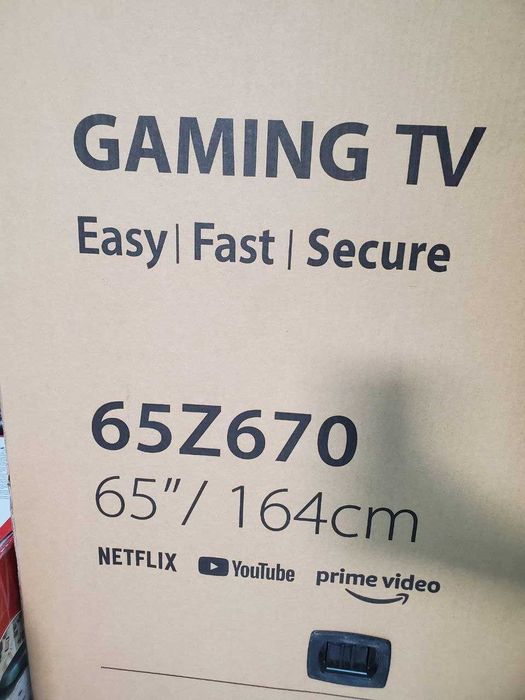 GAMING TV
Easy | Fast | Secure
65Z670
65"/ 164cm
NETFLIX YouTube prime video